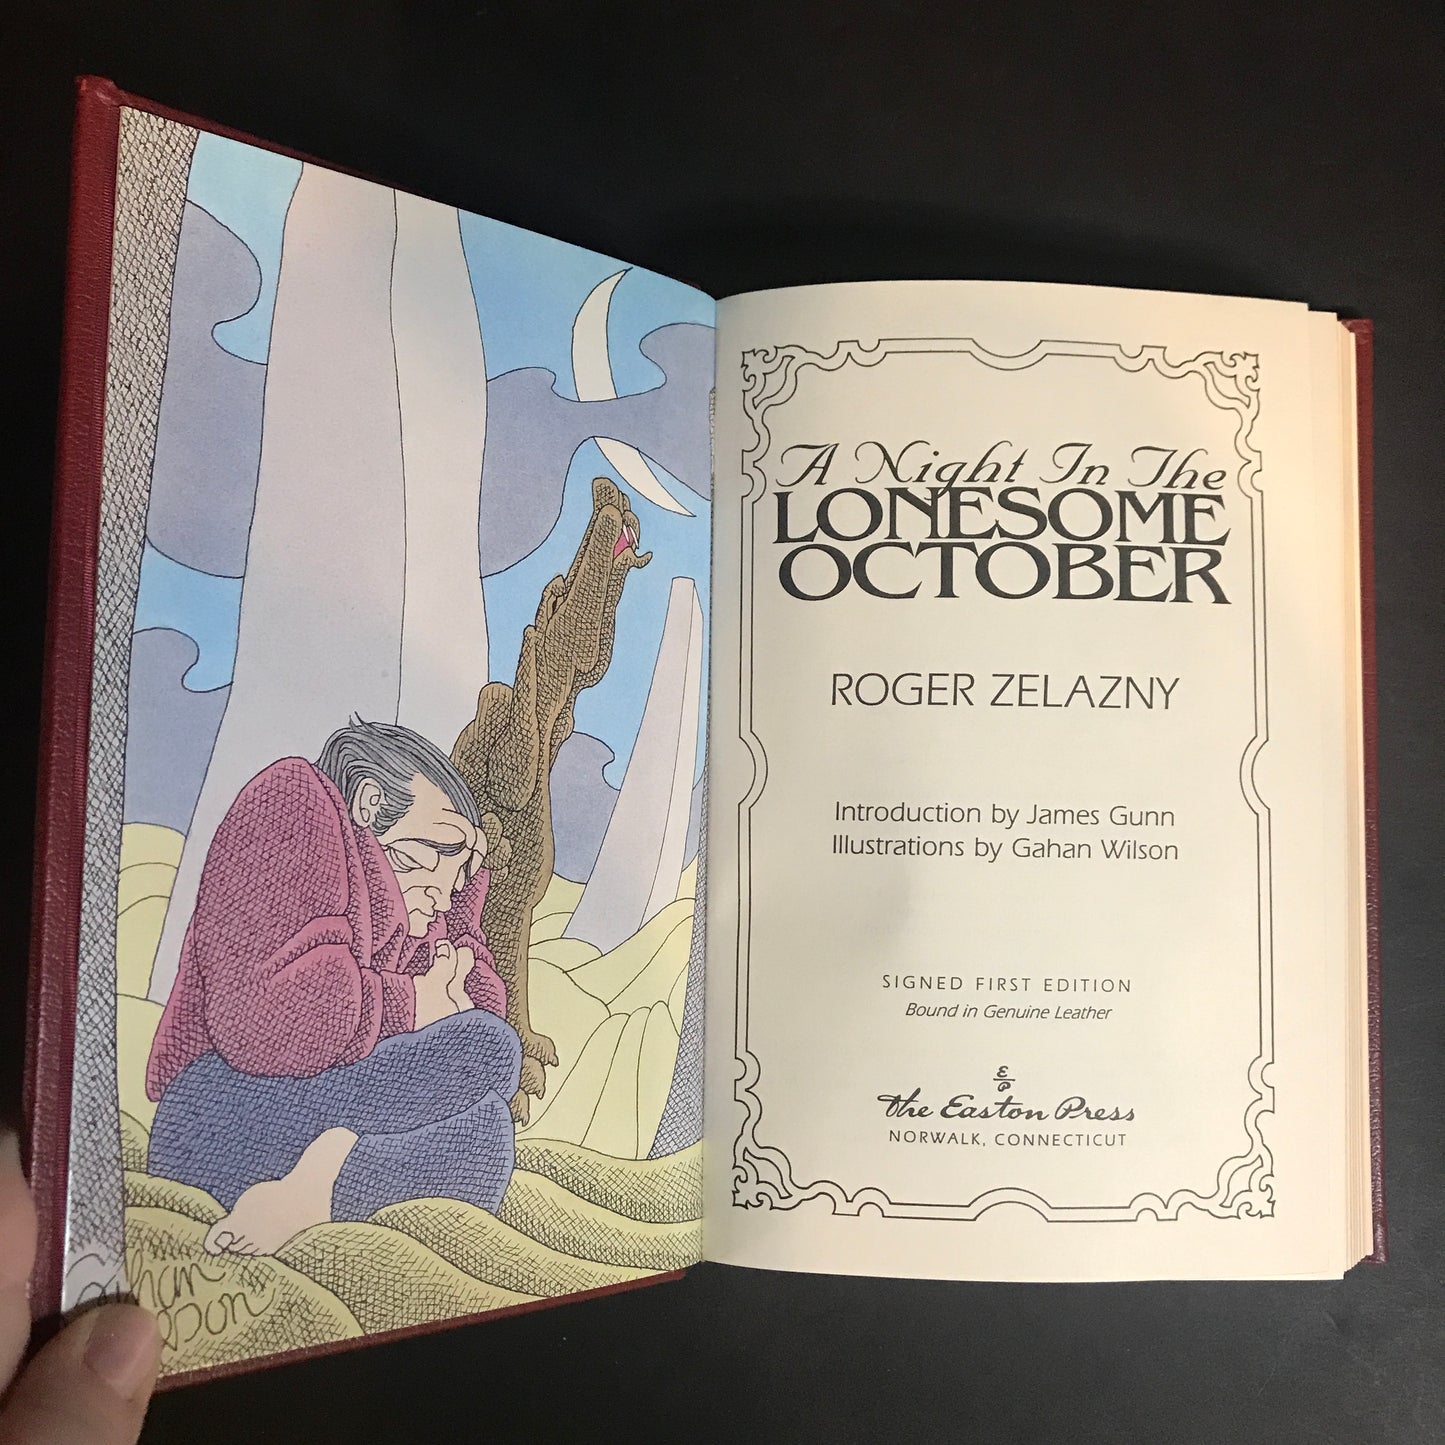 A Night In The
LONESOME
OCTOBER
ROGER ZELAZNY
Introduction by James Gunn
Illustrations by Gahan Wilson
SIGNED FIRST EDITION
Bound in Genuine Leather
E
P
The Easton Press
NORWALK, CONNECTICUT